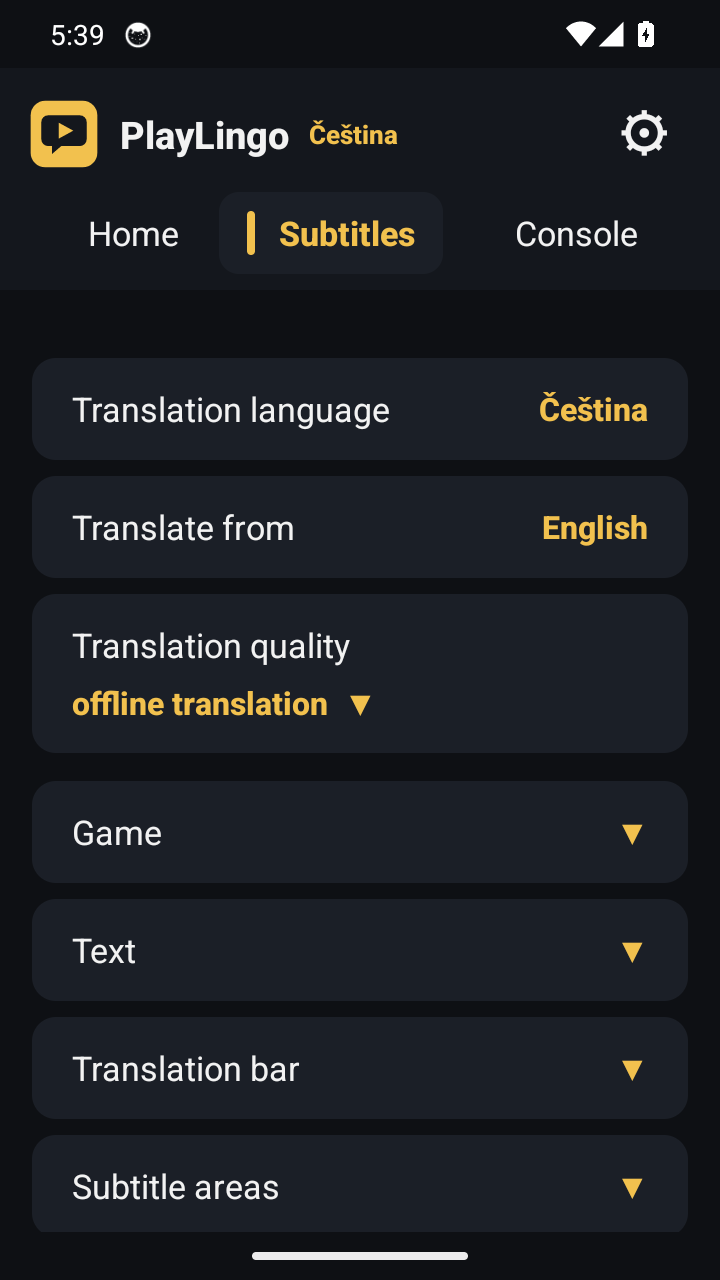 5:39
PlayLingo Čeština
Home Subtitles Console
Translation language Čeština
Translate from English
Translation quality
offline translation ▼
Game ▼
Text ▼
Translation bar ▼
Subtitle areas ▼